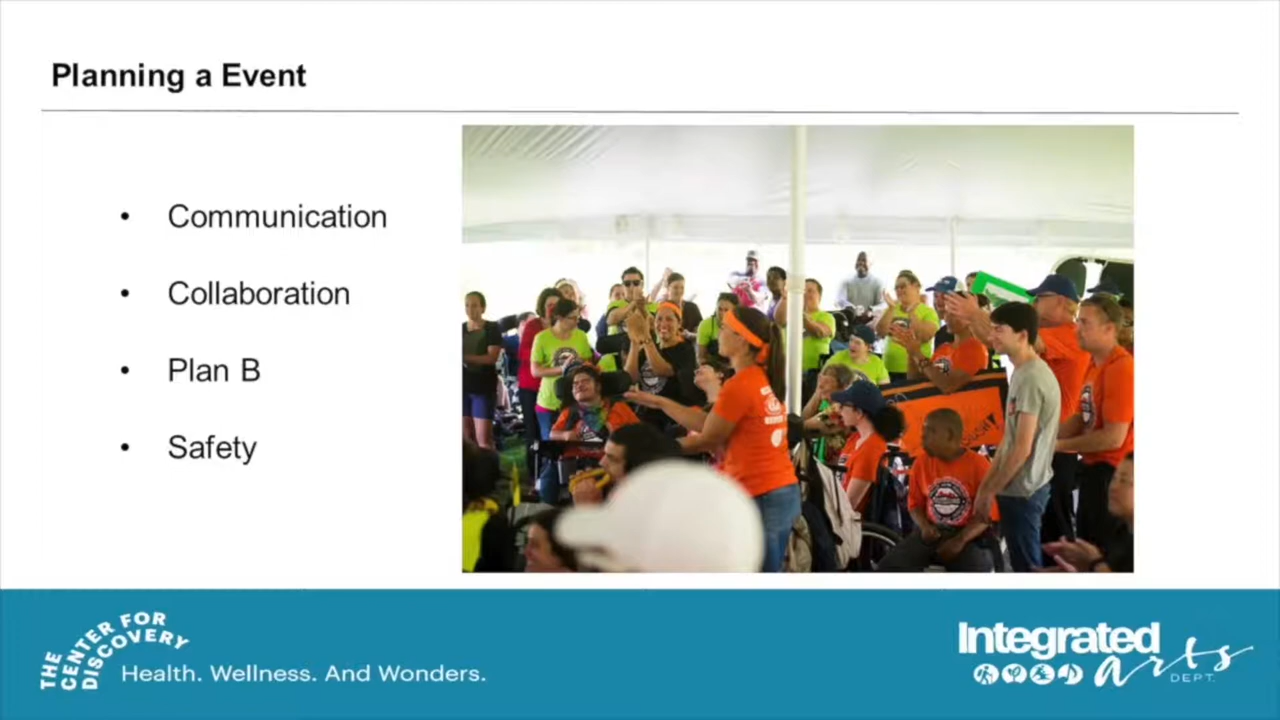 Planning a Event
• Communication
• Collaboration
• Plan B
• Safety
THE
CENTER FOR
DISCOVERY
Health. Wellness. And Wonders.
Integrated
arts
DEPT.